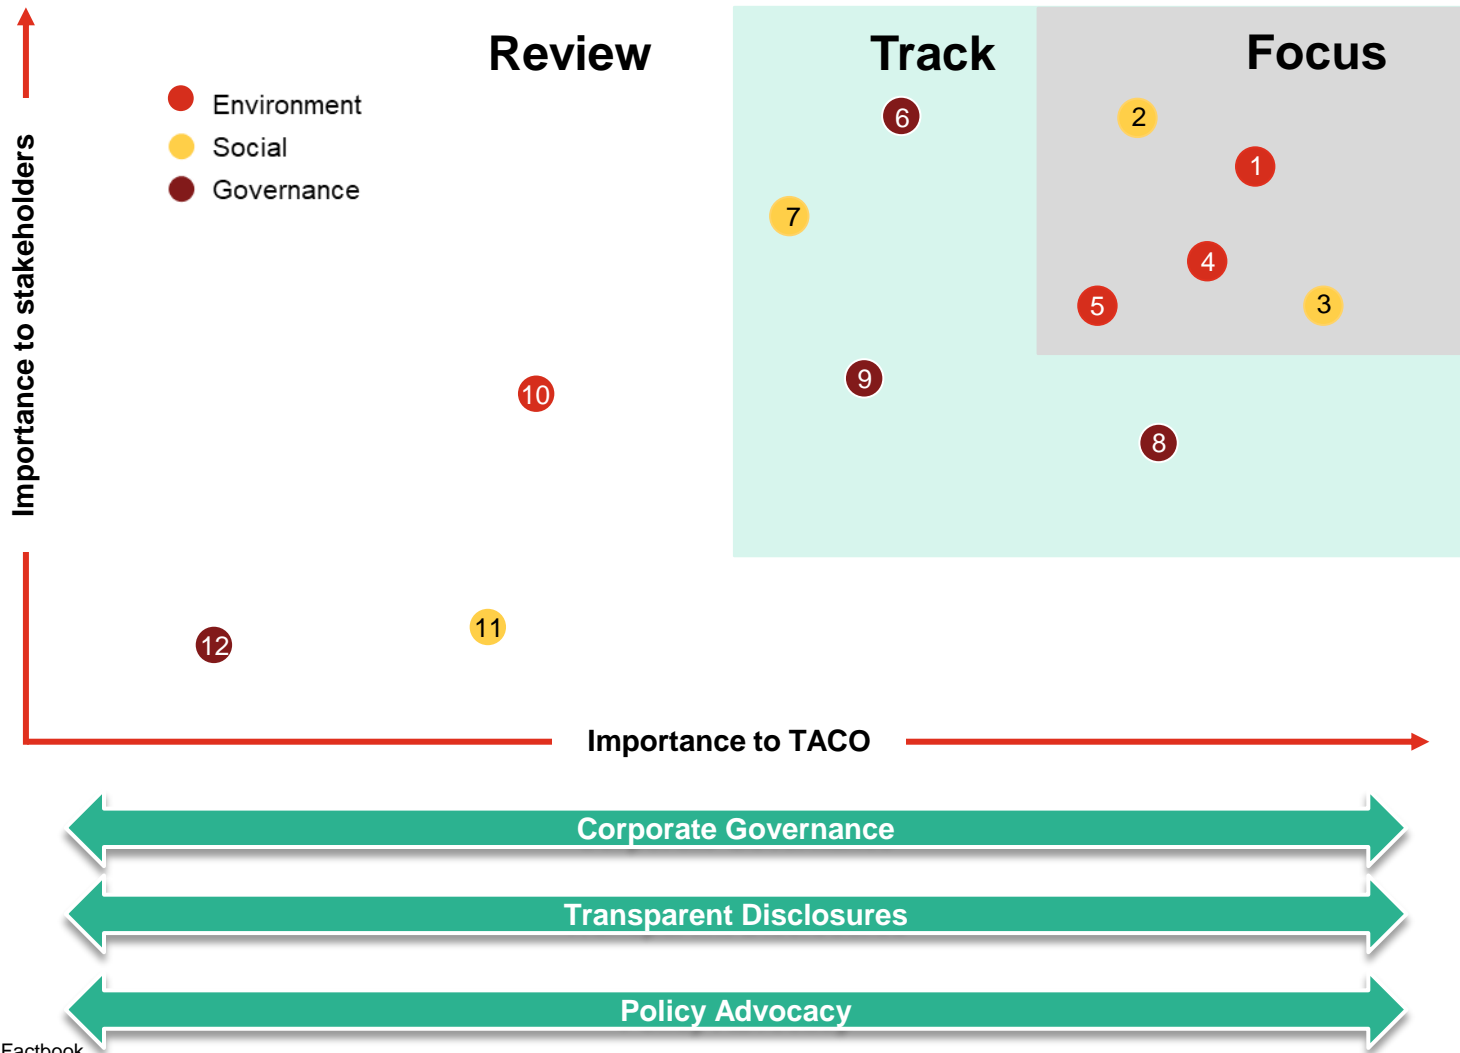 Review
Track
Focus
Environment
Social
Governance
Importance to stakeholders
6
2
1
7
4
5
3
9
10
8
11
12
Importance to TACO
Corporate Governance
Transparent Disclosures
Policy Advocacy
Factbook